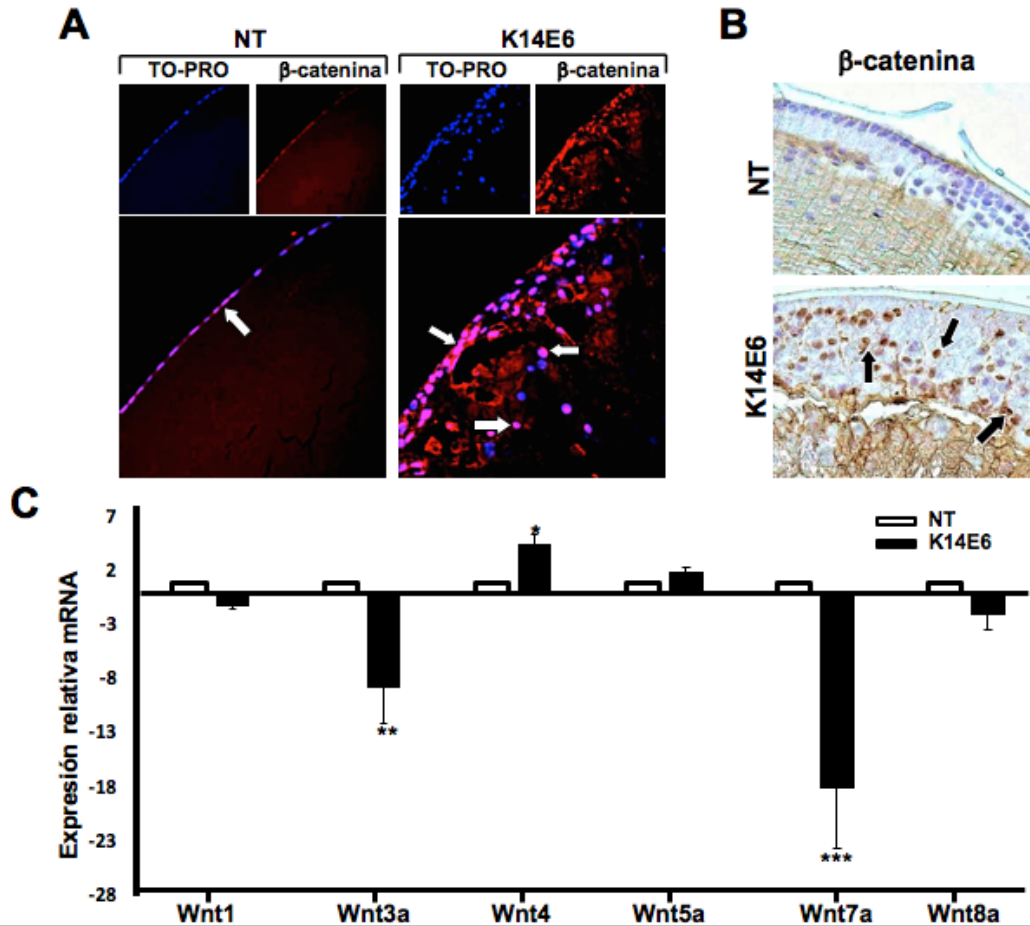 A
NT
K14E6
TO-PRO
β-catenina
TO-PRO
β-catenina
B
β-catenina
NT
K14E6
C
Expresión relativa mRNA
7
2
-3
-8
-13
-18
-23
-28
*
**
***
NT
K14E6
Wnt1
Wnt3a
Wnt4
Wnt5a
Wnt7a
Wnt8a